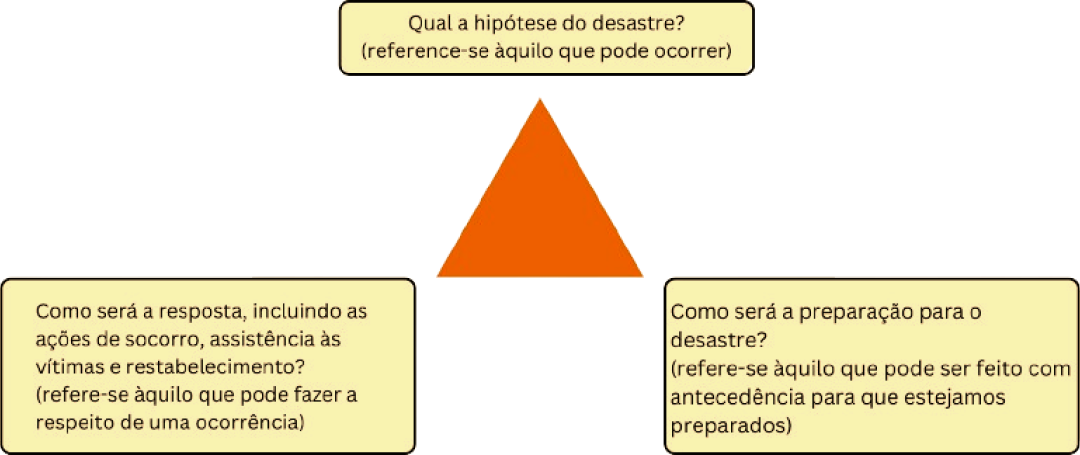 Qual a hipótese do desastre?
(reference-se àquilo que pode ocorrer)
Como será a resposta, incluindo as
ações de socorro, assistência às
vítimas e restabelecimento?
(refere-se àquilo que pode fazer a
respeito de uma ocorrência)
Como será a preparação para o
desastre?
(refere-se àquilo que pode ser feito com
antecedência para que estejamos
preparados)